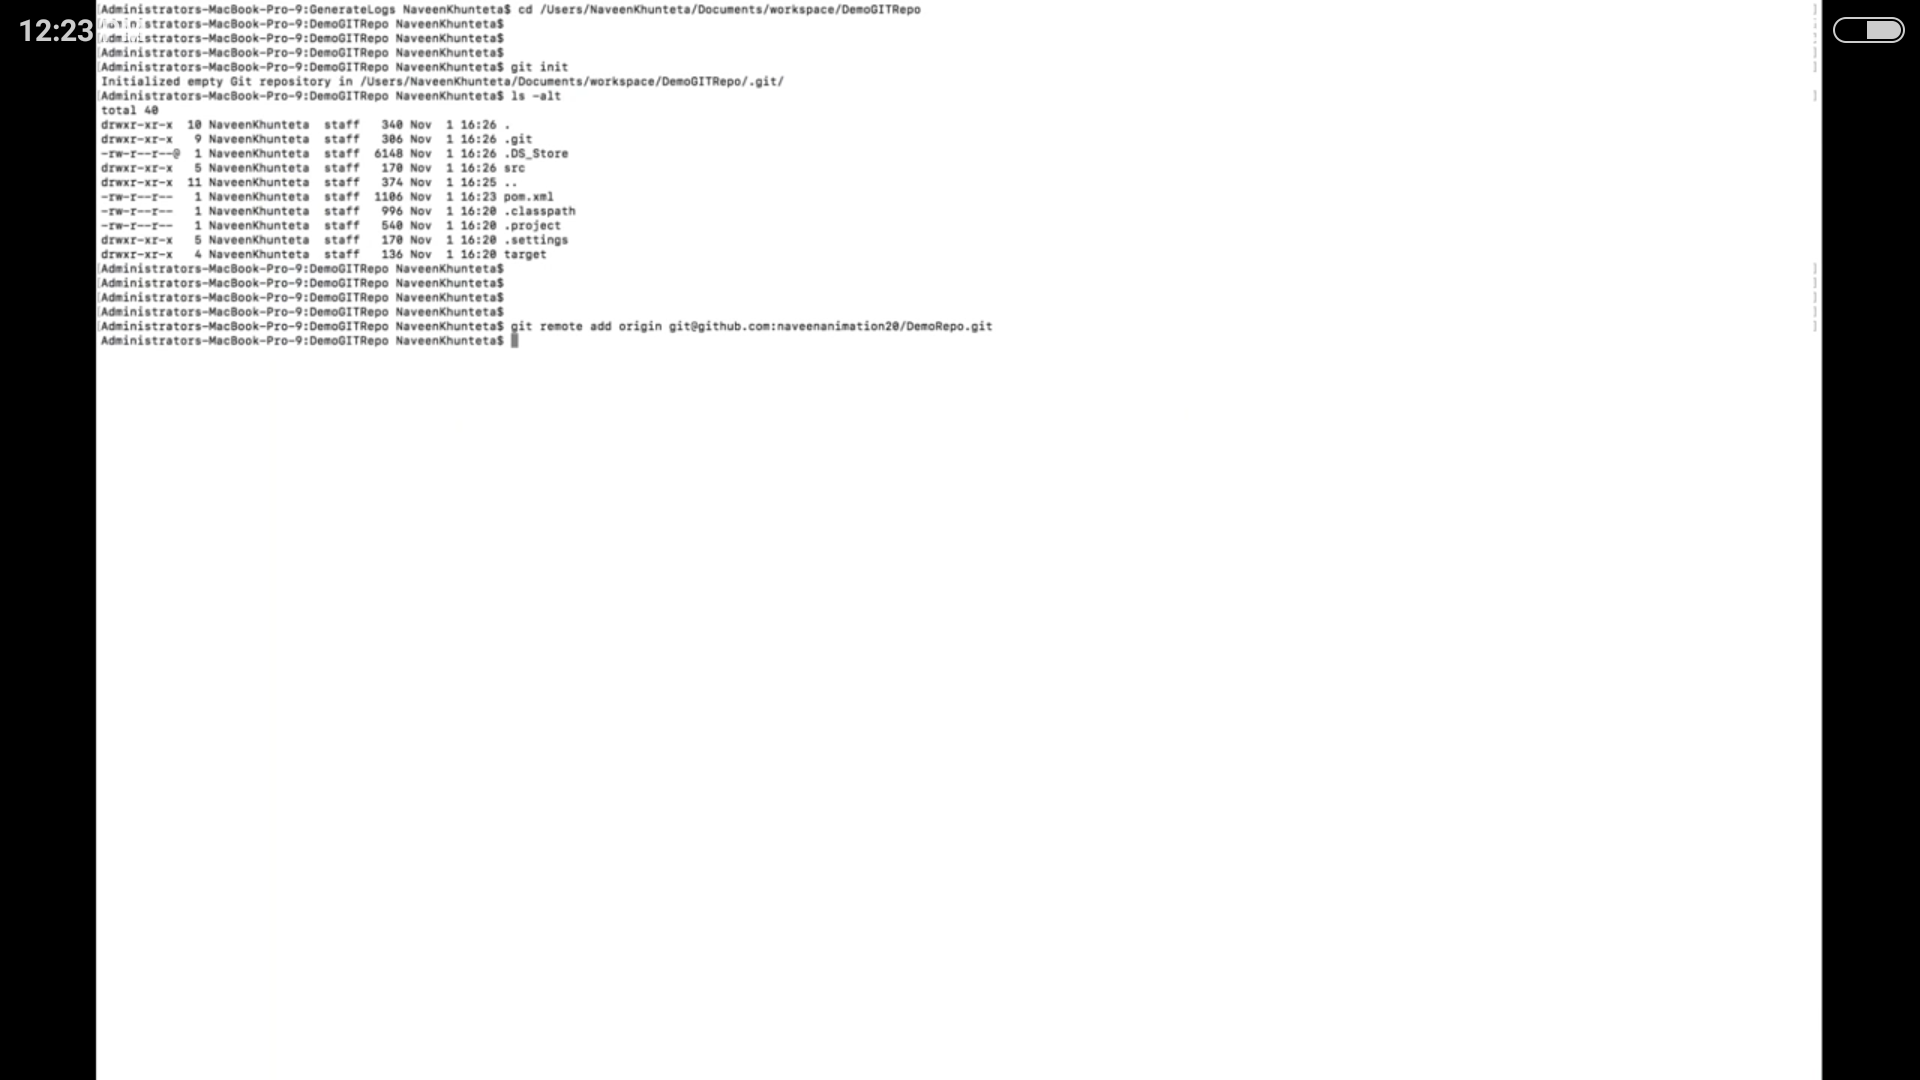 [Administrators-MacBook-Pro-9:GenerateLogs NaveenKhunteta$ cd /Users/NaveenKhunteta/Documents/workspace/DemoGITRepo
12:23
[Administrators-MacBook-Pro-9:DemoGITRepo NaveenKhunteta$
[Administrators-MacBook-Pro-9:DemoGITRepo NaveenKhunteta$
[Administrators-MacBook-Pro-9:DemoGITRepo NaveenKhunteta$
[Administrators-MacBook-Pro-9:DemoGITRepo NaveenKhunteta$ git init
Initialized empty Git repository in /Users/NaveenKhunteta/Documents/workspace/DemoGITRepo/.git/
[Administrators-MacBook-Pro-9:DemoGITRepo NaveenKhunteta$ ls -alt
total 40
drwxr-xr-x 10 NaveenKhunteta staff 340 Nov 1 16:26 .
drwxr-xr-x 9 NaveenKhunteta staff 306 Nov 1 16:26 .git
-rw-r--r--@ 1 NaveenKhunteta staff 6148 Nov 1 16:26 .DS_Store
drwxr-xr-x 5 NaveenKhunteta staff 170 Nov 1 16:26 src
drwxr-xr-x 11 NaveenKhunteta staff 374 Nov 1 16:25 ..
-rw-r--r-- 1 NaveenKhunteta staff 1106 Nov 1 16:23 pom.xml
-rw-r--r-- 1 NaveenKhunteta staff 996 Nov 1 16:20 .classpath
-rw-r--r-- 1 NaveenKhunteta staff 540 Nov 1 16:20 .project
drwxr-xr-x 5 NaveenKhunteta staff 170 Nov 1 16:20 .settings
drwxr-xr-x 4 NaveenKhunteta staff 136 Nov 1 16:20 target
[Administrators-MacBook-Pro-9:DemoGITRepo NaveenKhunteta$
[Administrators-MacBook-Pro-9:DemoGITRepo NaveenKhunteta$
[Administrators-MacBook-Pro-9:DemoGITRepo NaveenKhunteta$
[Administrators-MacBook-Pro-9:DemoGITRepo NaveenKhunteta$
[Administrators-MacBook-Pro-9:DemoGITRepo NaveenKhunteta$ git remote add origin git@github.com:naveenanimation20/DemoRepo.git
Administrators-MacBook-Pro-9:DemoGITRepo NaveenKhunteta$